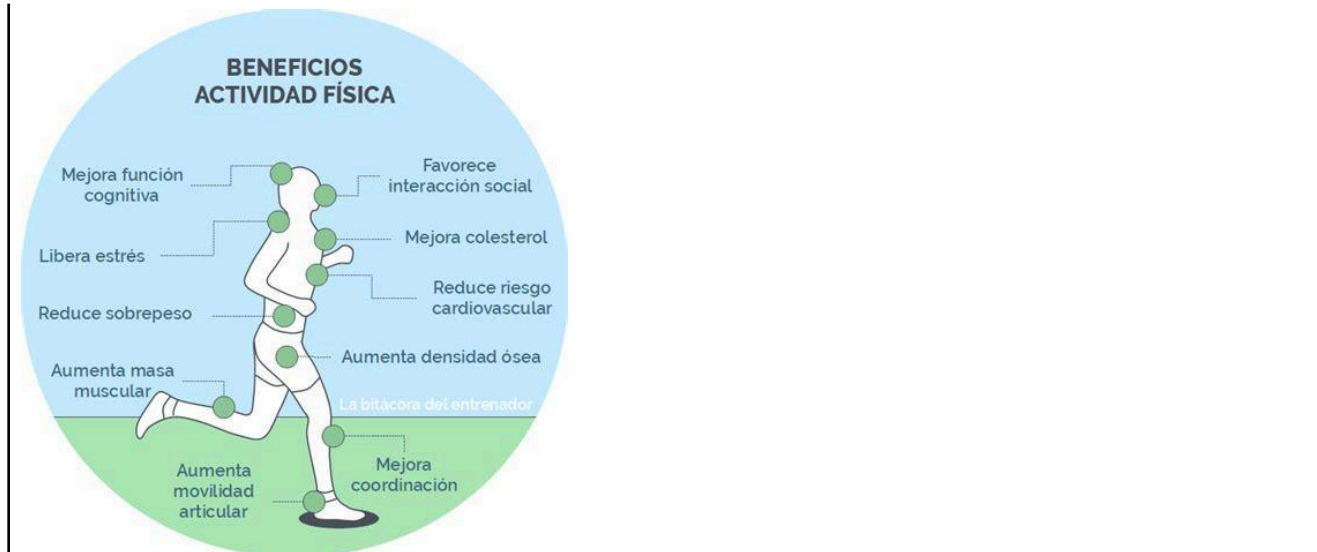 BENEFICIOS
ACTIVIDAD FÍSICA
Mejora función
cognitiva
Favorece
interacción social
Libera estrés
Mejora colesterol
Reduce riesgo
cardiovascular
Reduce sobrepeso
Aumenta densidad ósea
Aumenta masa
muscular
La bitácora del entrenador
Mejora
coordinación
Aumenta
movilidad
articular